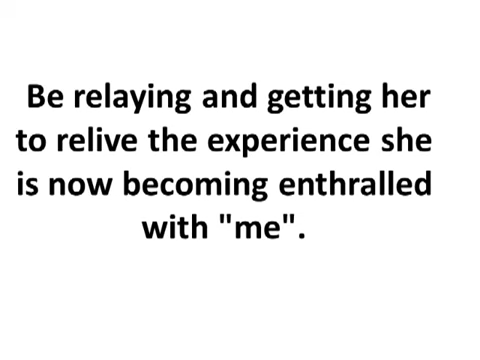 Be relaying and getting her
to relive the experience she
is now becoming enthralled
with "me".